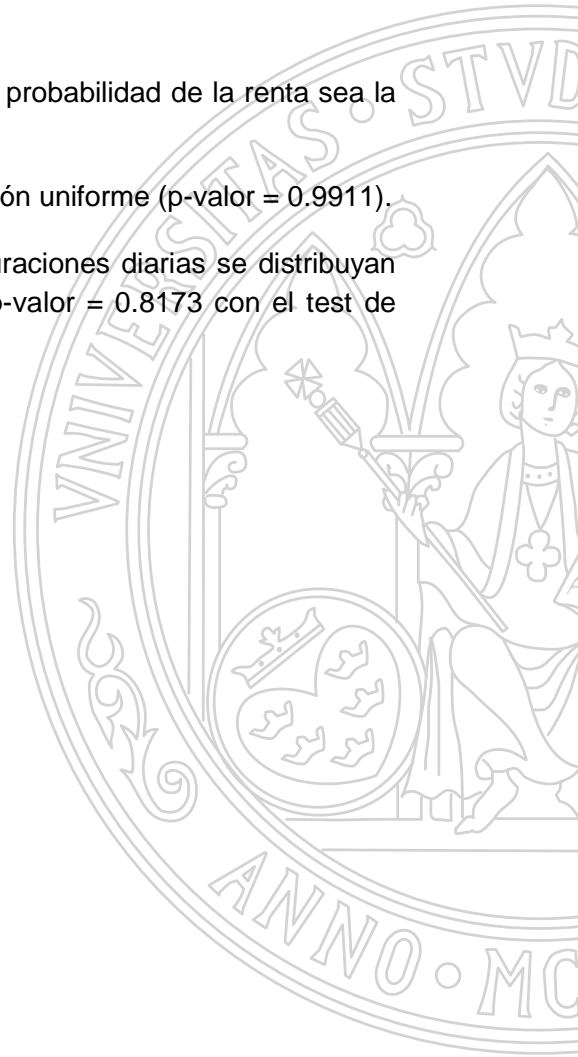 probabilidad de la renta sea la
ón uniforme (p-valor = 0.9911).
uraciones diarias se distribuyan
o-valor = 0.8173 con el test de
VNIVERSITAS • STVD
ANNO • MC